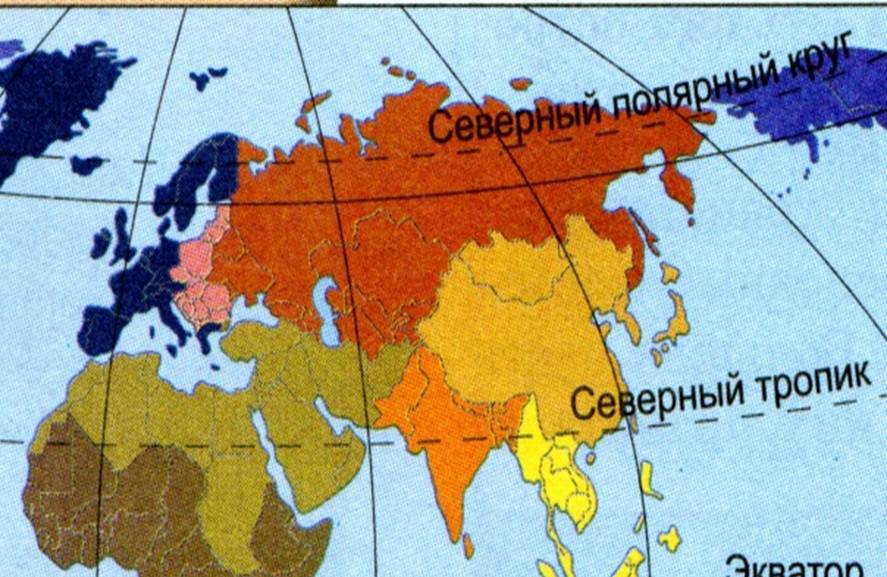 Северный полярный круг
Северный тропик
Экватор